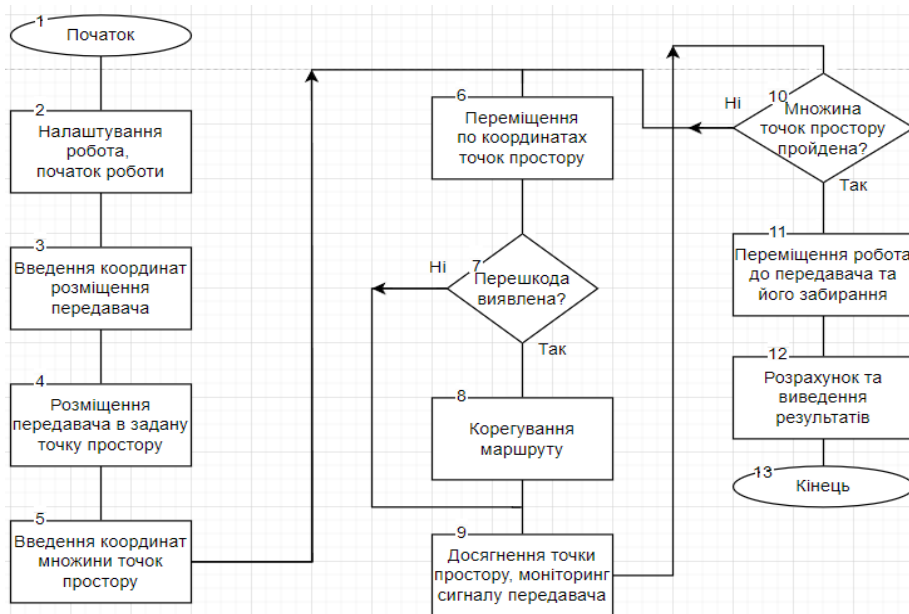 1
Початок
2
Налаштування
робота,
початок роботи
3
Введення координат
розміщення
передавача
4
Розміщення
передавача в задану
точку простору
5
Введення координат
множини точок
простору
6
Переміщення
по координатах
точок простору
7
Перешкода
виявлена?
Ні
Так
8
Корегування
маршруту
9
Досягнення точки
простору, моніторинг
сигналу передавача
10
Множина
точок простору
пройдена?
Ні
Так
11
Переміщення робота
до передавача та
його забирання
12
Розрахунок та
виведення
результатів
13
Кінець